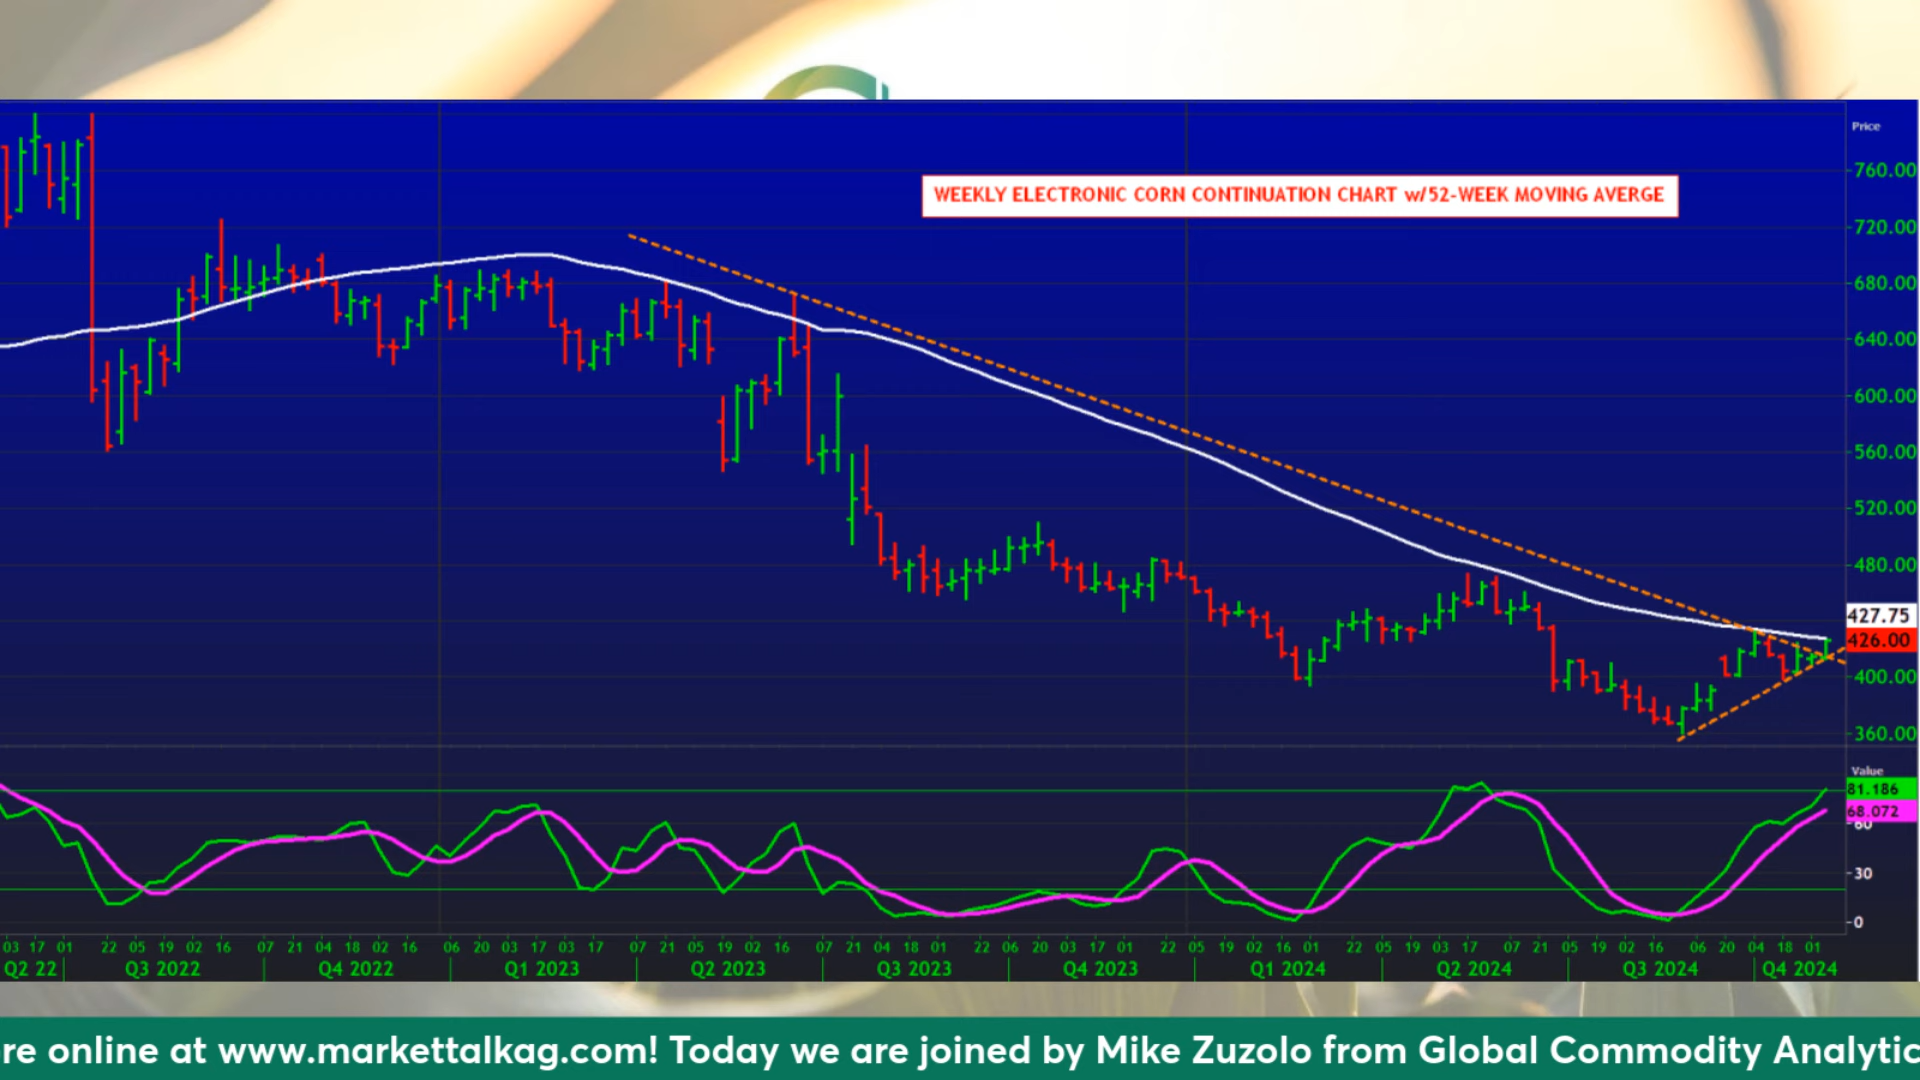 Price
WEEKLY ELECTRONIC CORN CONTINUATION CHART w/52-WEEK MOVING AVERGE
760.00
720.00
680.00
640.00
600.00
560.00
520.00
480.00
427.75
426.00
400.00
360.00
Value
81.186
68.072
60
30
0
03 17 01 22 05 19 02 16 07 21 04 18 02 16 06 20 03 17 03 17 07 21 05 19 02 16 07 21 04 18 01 22 06 20 03 17 01 22 05 19 02 16 01 22 05 19 03 17 07 21 05 19 02 16 06 20 04 18 01
Q2 22 Q3 2022 Q4 2022 Q1 2023 Q2 2023 Q3 2023 Q4 2023 Q1 2024 Q2 2024 Q3 2024 Q4 2024
re online at www.markettalkag.com! Today we are joined by Mike Zuzolo from Global Commodity Analytic